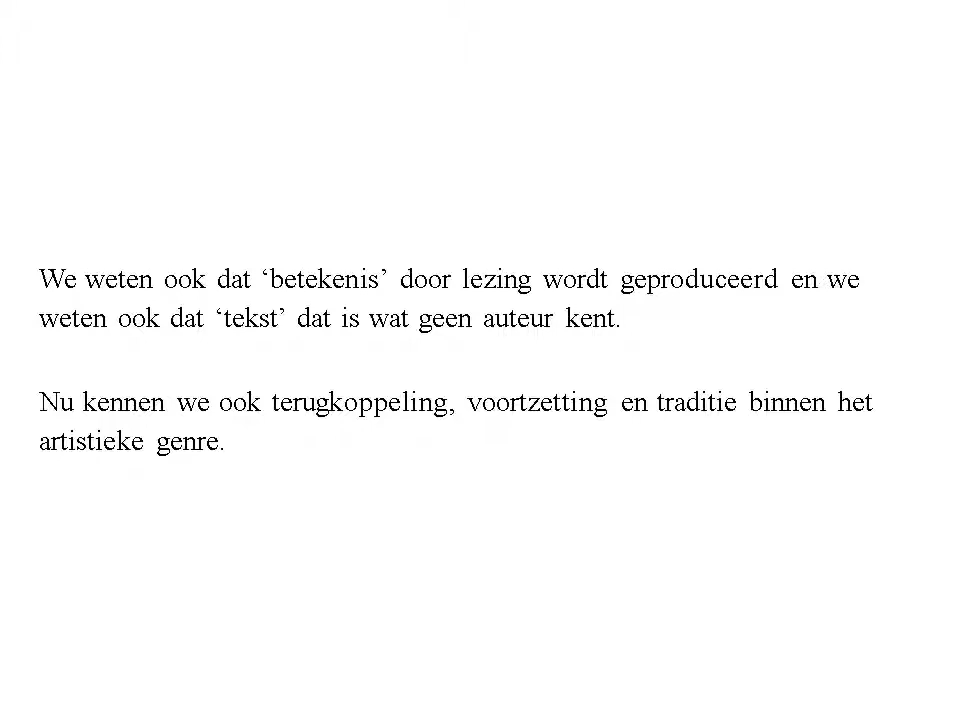 We weten ook dat ‘betekenis’ door lezing wordt geproduceerd en we
weten ook dat ‘tekst’ dat is wat geen auteur kent.
Nu kennen we ook terugkoppeling, voortzetting en traditie binnen het
artistieke genre.